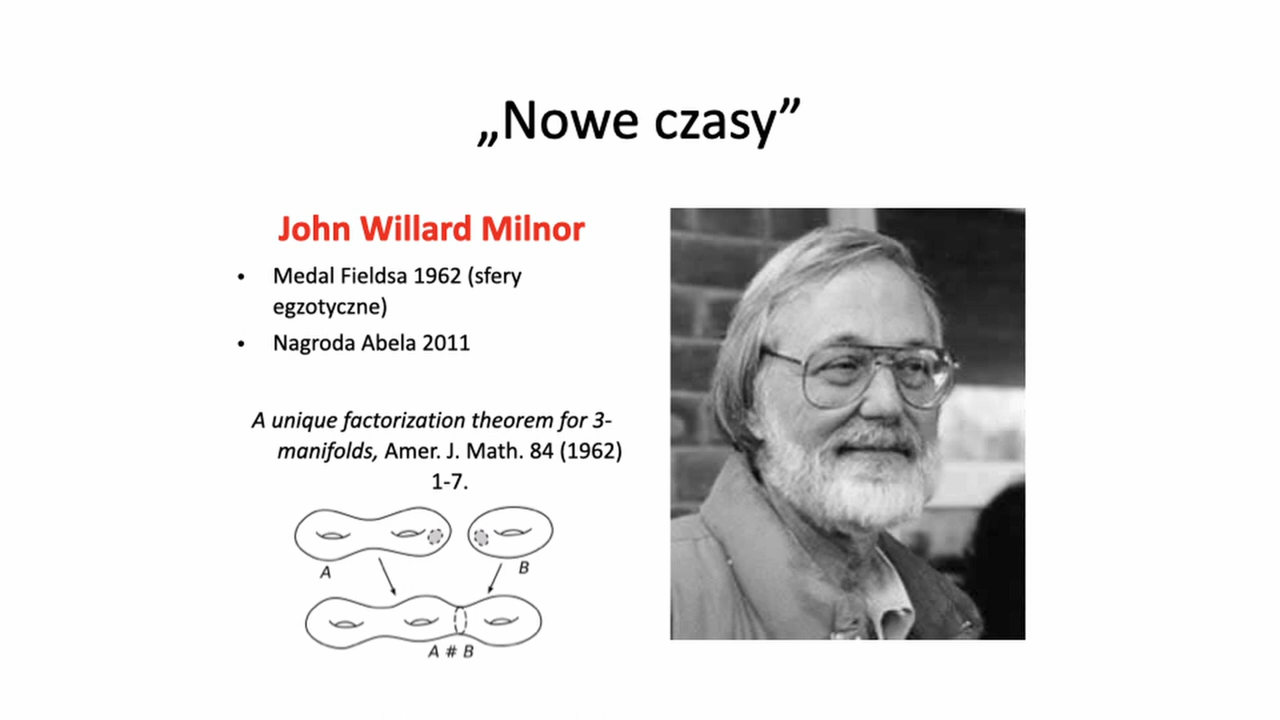 „Nowe czasy”
John Willard Milnor
• Medal Fieldsa 1962 (sfery
egzotyczne)
• Nagroda Abela 2011
A unique factorization theorem for 3-
manifolds, Amer. J. Math. 84 (1962)
1-7.
A
B
A # B